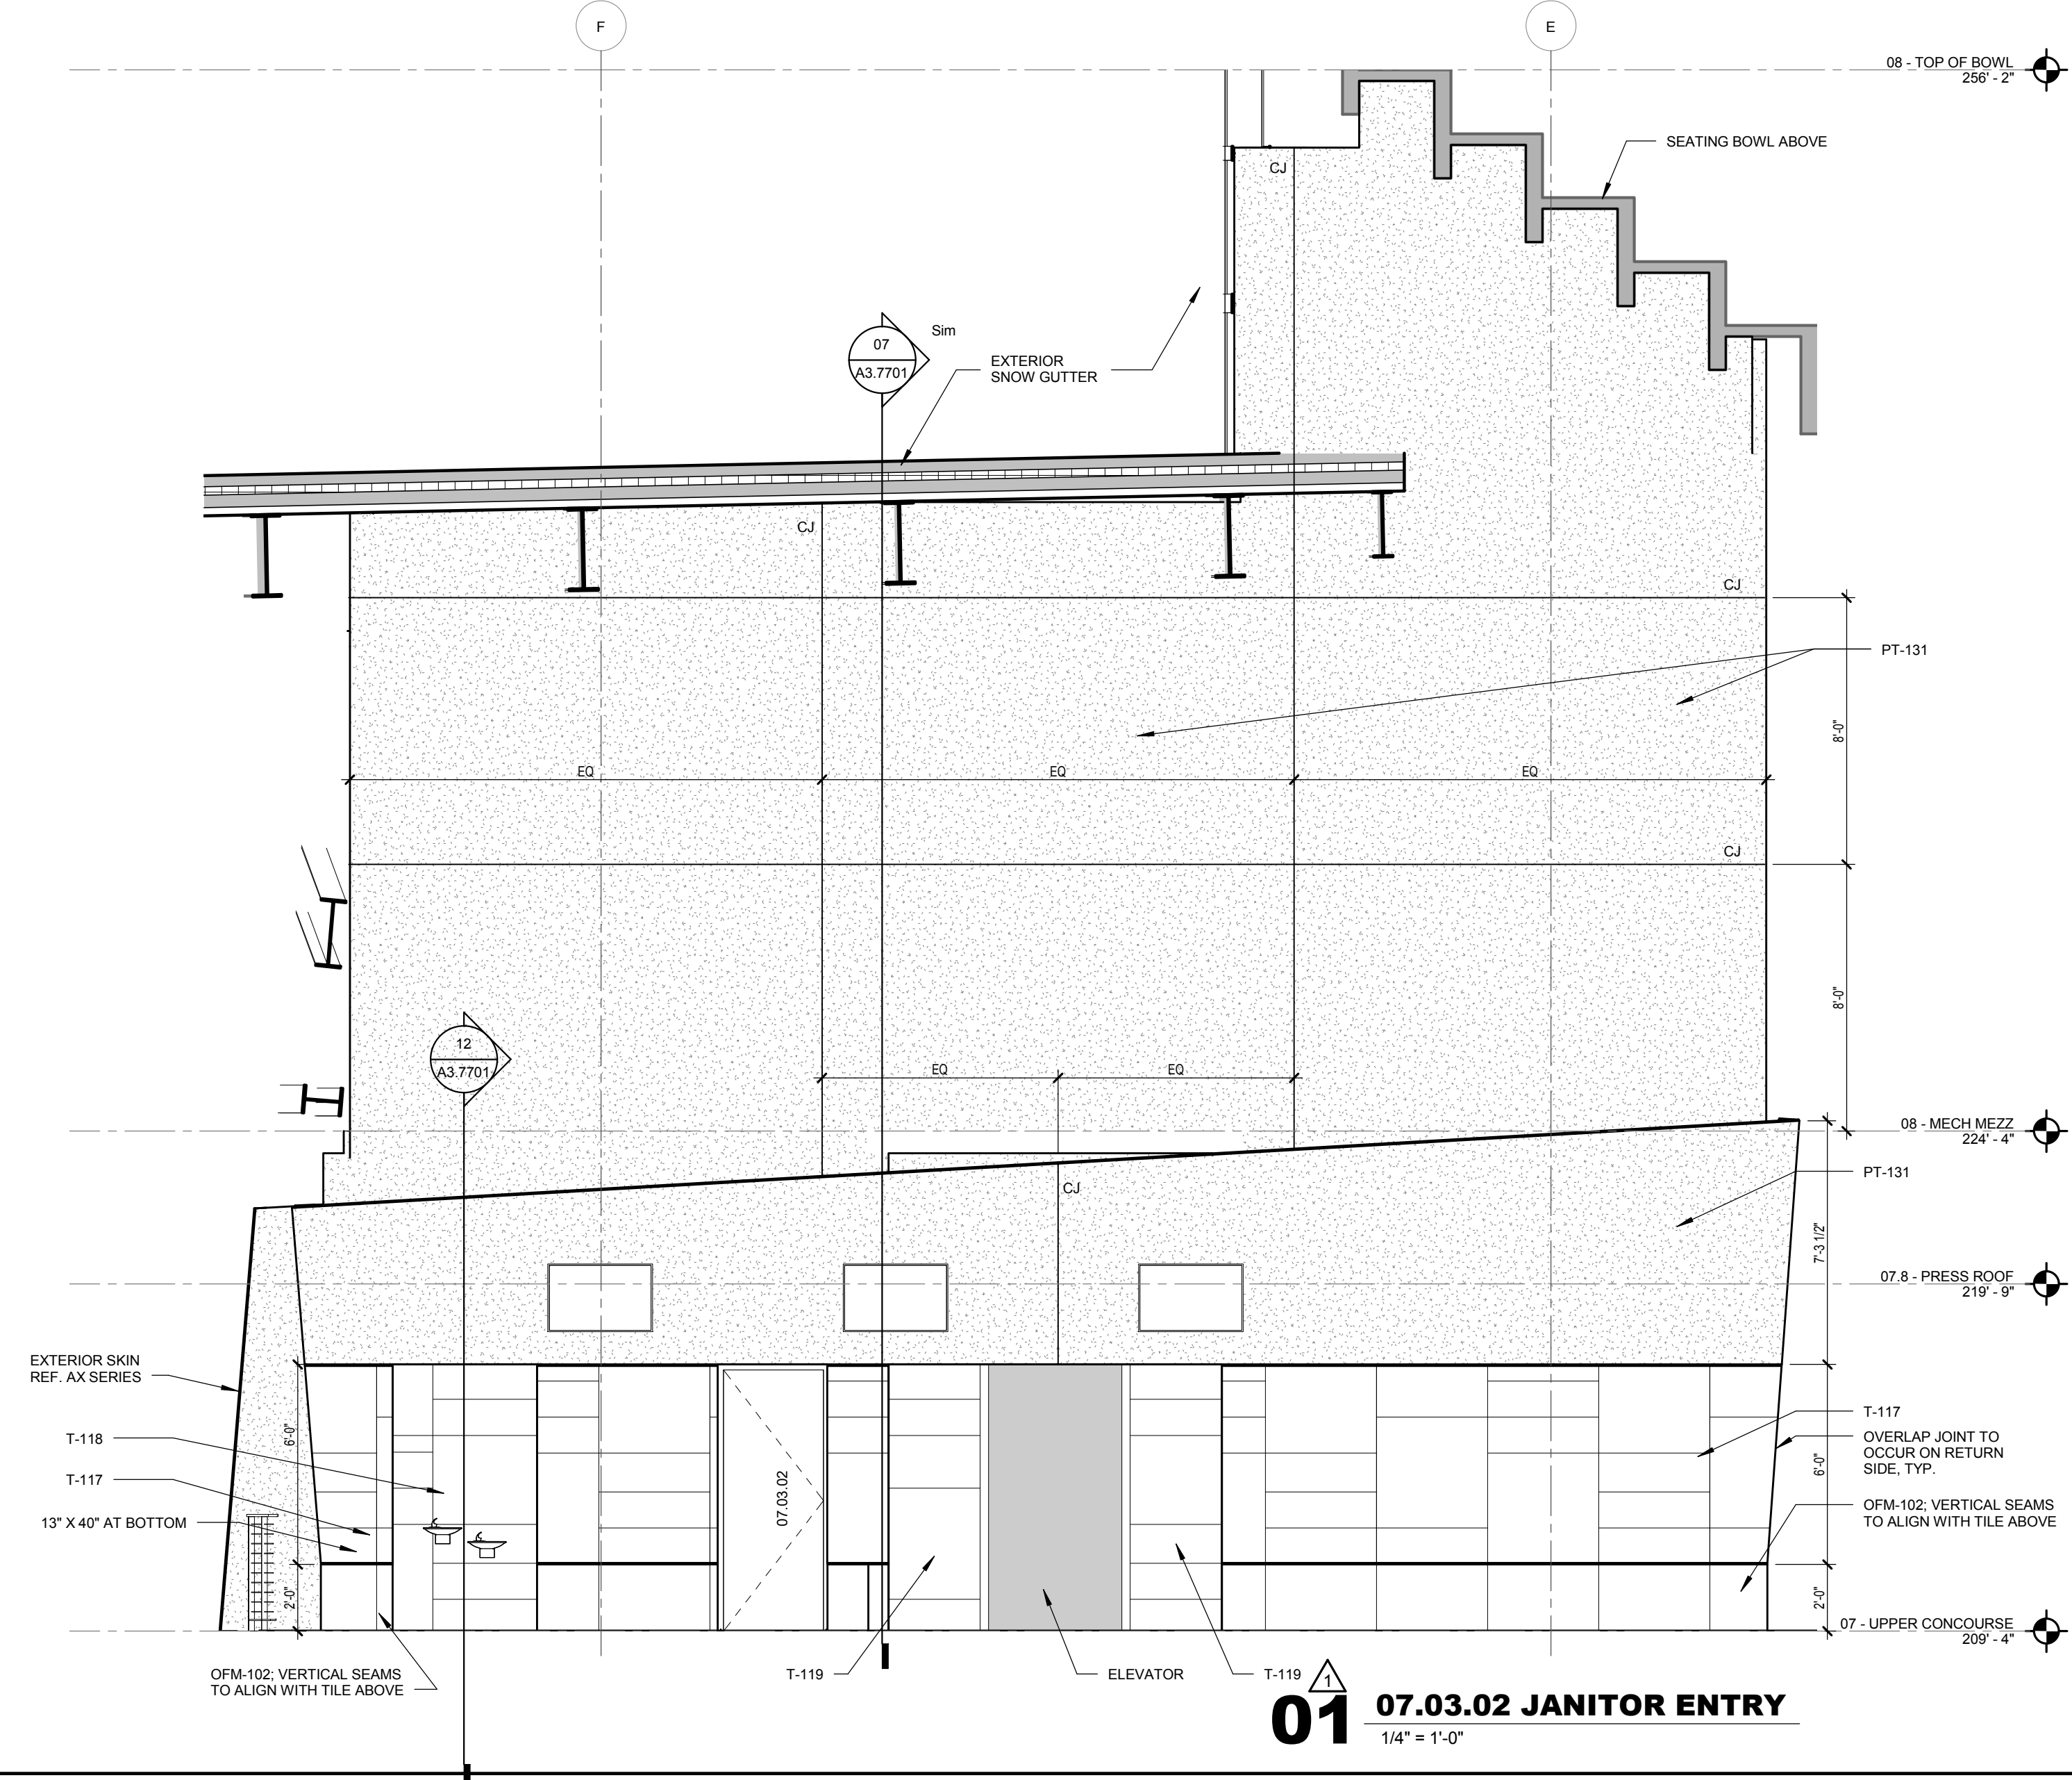 F
E
08 - TOP OF BOWL
256' - 2"
SEATING BOWL ABOVE
CJ
07
A3.7701
Sim
EXTERIOR
SNOW GUTTER
CJ
CJ
PT-131
8'-0"
EQ
EQ
EQ
CJ
8'-0"
12
A3.7701
EQ
EQ
08 - MECH MEZZ
224' - 4"
PT-131
CJ
7'-3 1/2"
07.8 - PRESS ROOF
219' - 9"
EXTERIOR SKIN
REF. AX SERIES
T-117
6'-0"
T-118
OVERLAP JOINT TO
OCCUR ON RETURN
SIDE, TYP.
6'-0"
T-117
07.03.02
OFM-102; VERTICAL SEAMS
TO ALIGN WITH TILE ABOVE
13" X 40" AT BOTTOM
2'-0"
2'-0"
07 - UPPER CONCOURSE
209' - 4"
OFM-102; VERTICAL SEAMS
TO ALIGN WITH TILE ABOVE
T-119
ELEVATOR
T-119
1
01
07.03.02 JANITOR ENTRY
1/4" = 1'-0"